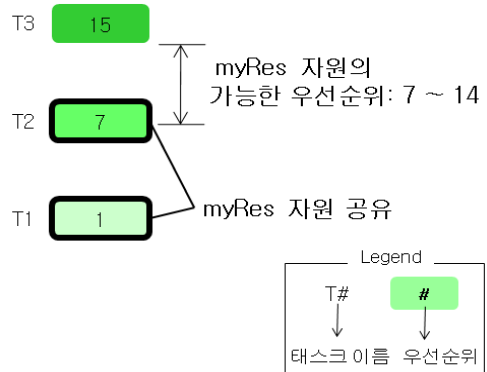 T3 15
myRes 자원의
가능한 우선순위: 7 ~ 14
T2 7
T1 1
myRes 자원 공유
Legend
T# #
태스크 이름 우선순위